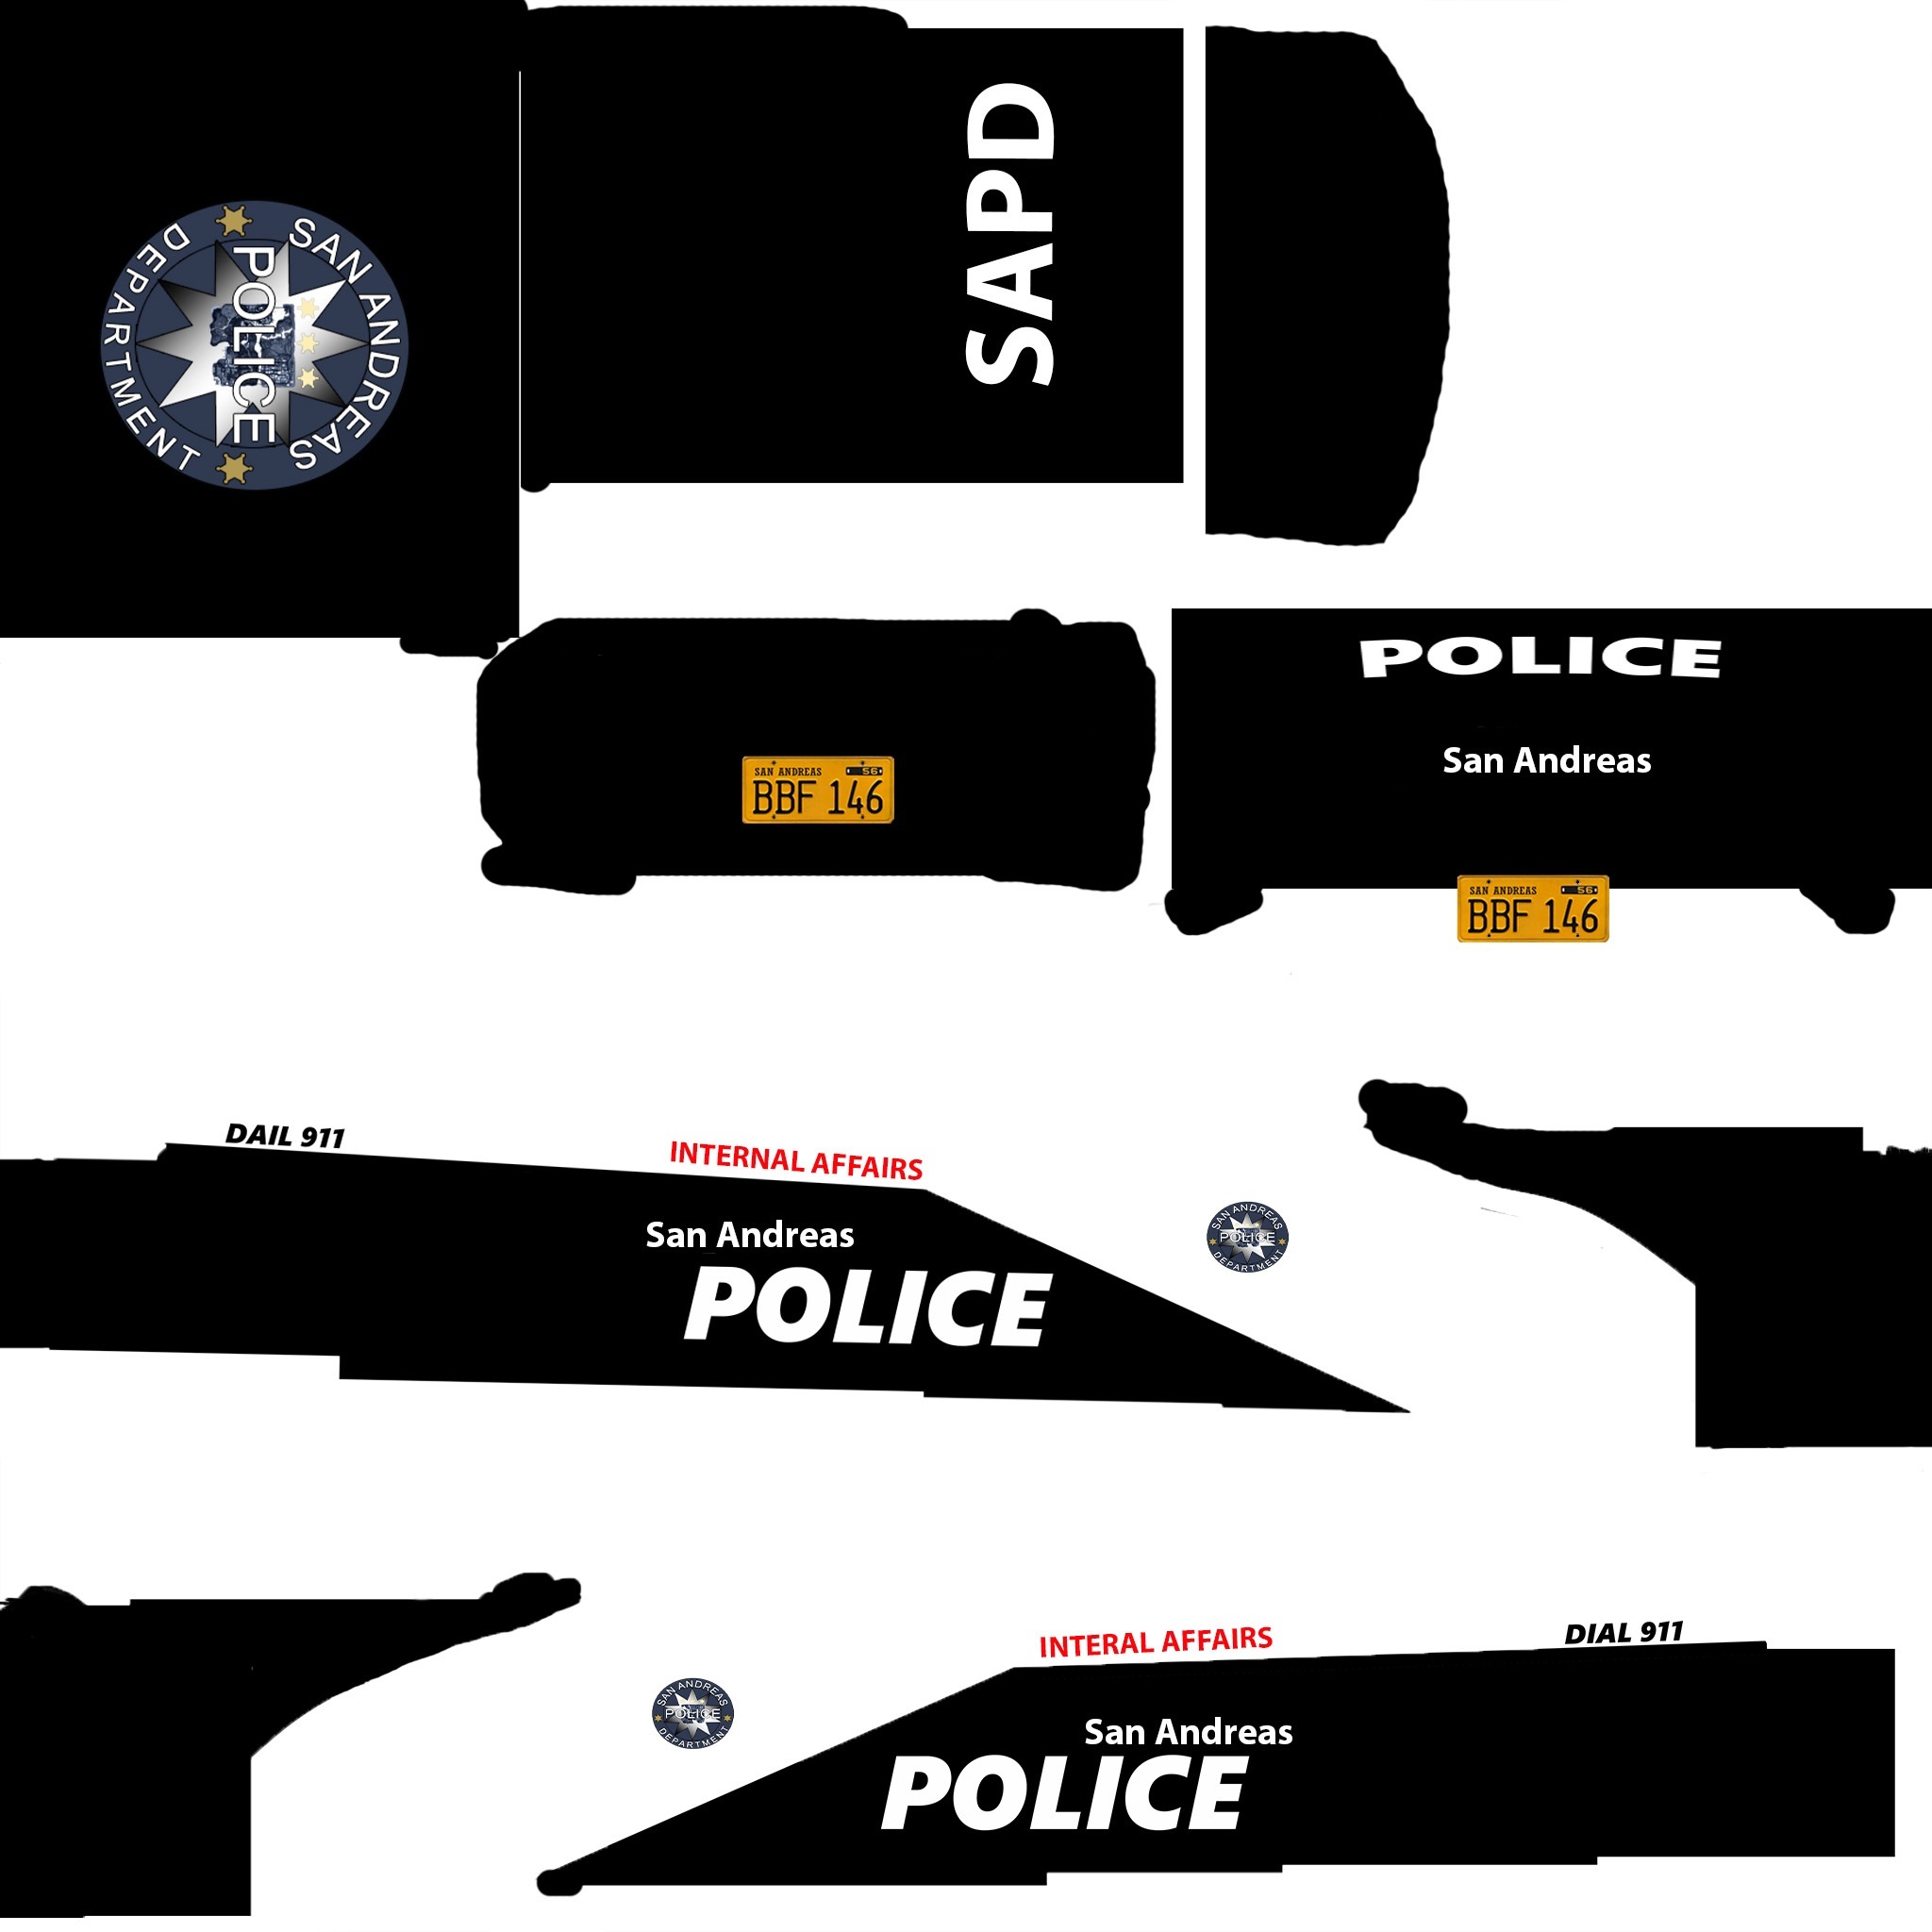 SAN ANDREAS
POLICE
DEPARTMENT
SAPD
POLICE
San Andreas
SAN ANDREAS 56
BBF 146
SAN ANDREAS 56
BBF 146
DAIL 911
INTERNAL AFFAIRS
San Andreas
POLICE
SAN ANDREAS
POLICE
DEPARTMENT
INTERAL AFFAIRS
DIAL 911
SAN ANDREAS
POLICE
DEPARTMENT
San Andreas
POLICE